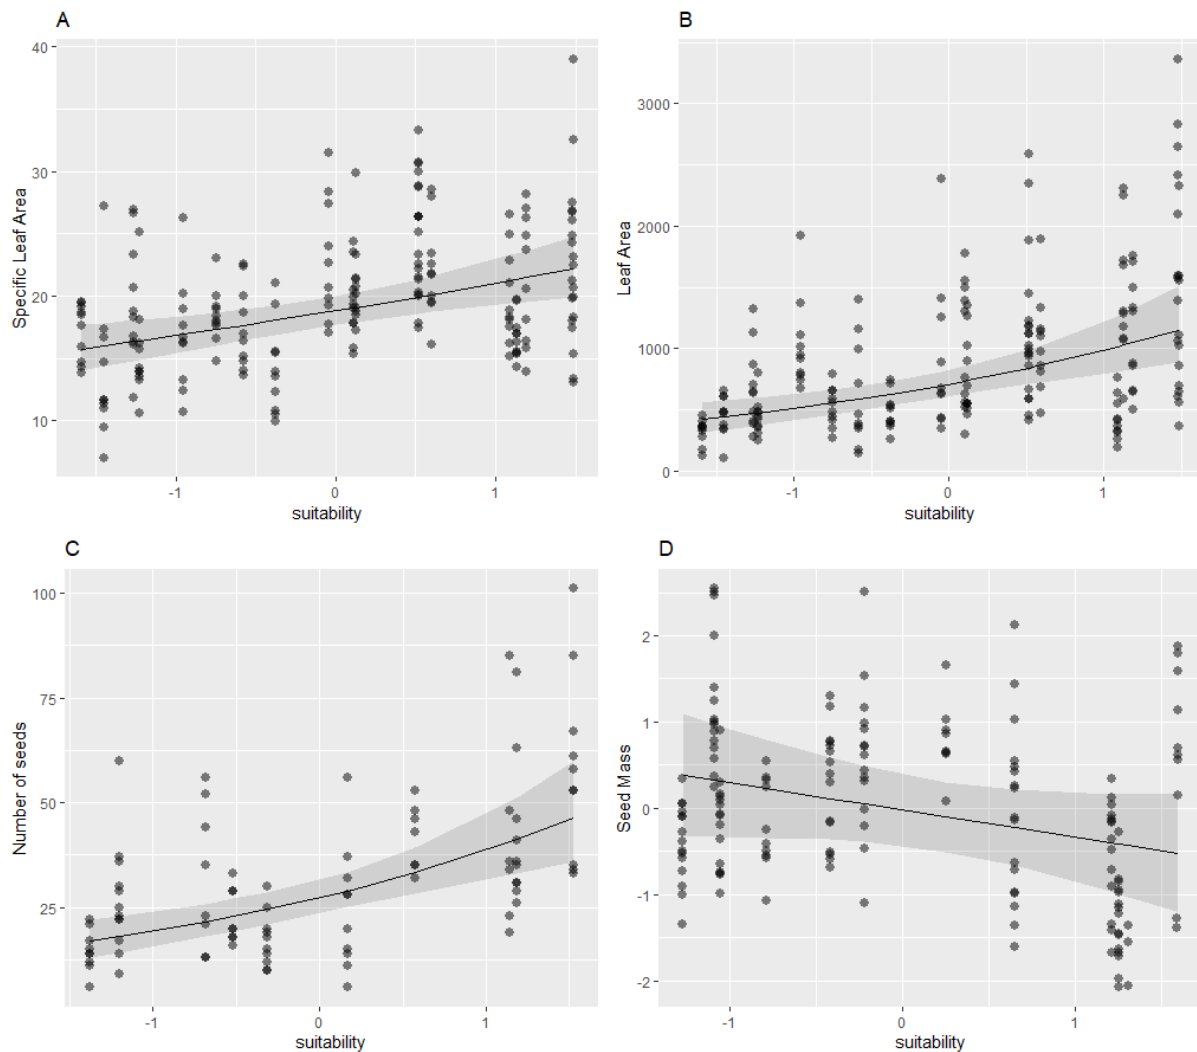 A
40
30
20
10
Specific Leaf Area
-1
0
1
suitability
B
3000
2000
1000
0
Leaf Area
-1
0
1
suitability
C
100
75
50
25
Number of seeds
-1
0
1
suitability
D
2
1
0
-1
-2
Seed Mass
-1
0
1
suitability